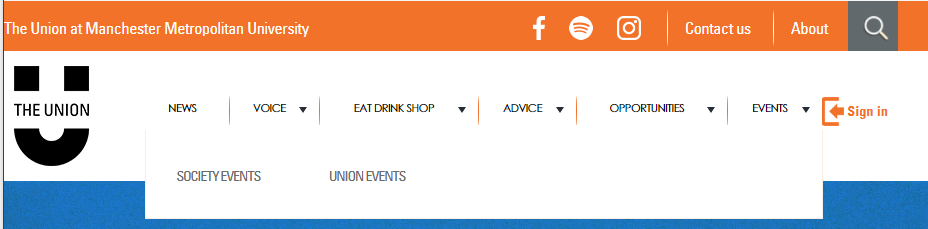 The Union at Manchester Metropolitan University
Contact us
About
THE UNION
NEWS
VOICE
EAT DRINK SHOP
ADVICE
OPPORTUNITIES
EVENTS
Sign in
SOCIETY EVENTS
UNION EVENTS